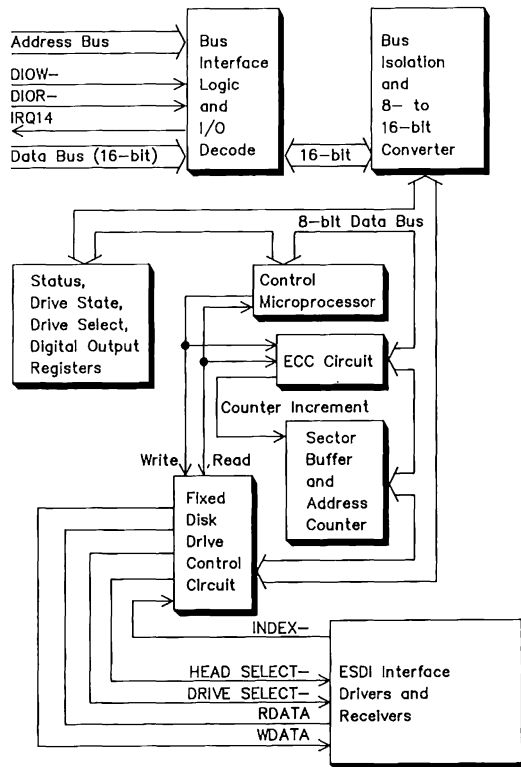 Address Bus
DIOW-
DIOR-
IRQ14
Data Bus (16-bit)
Bus
Interface
Logic
and
I/O
Decode
16-bit
Bus
Isolation
and
8- to
16-bit
Converter
8-bit Data Bus
Status,
Drive State,
Drive Select,
Digital Output
Registers
Control
Microprocessor
ECC Circuit
Counter Increment
Sector
Buffer
and
Address
Counter
Write
Read
Fixed
Disk
Drive
Control
Circuit
INDEX-
HEAD SELECT-
DRIVE SELECT-
RDATA
WDATA
ESDI Interface
Drivers and
Receivers